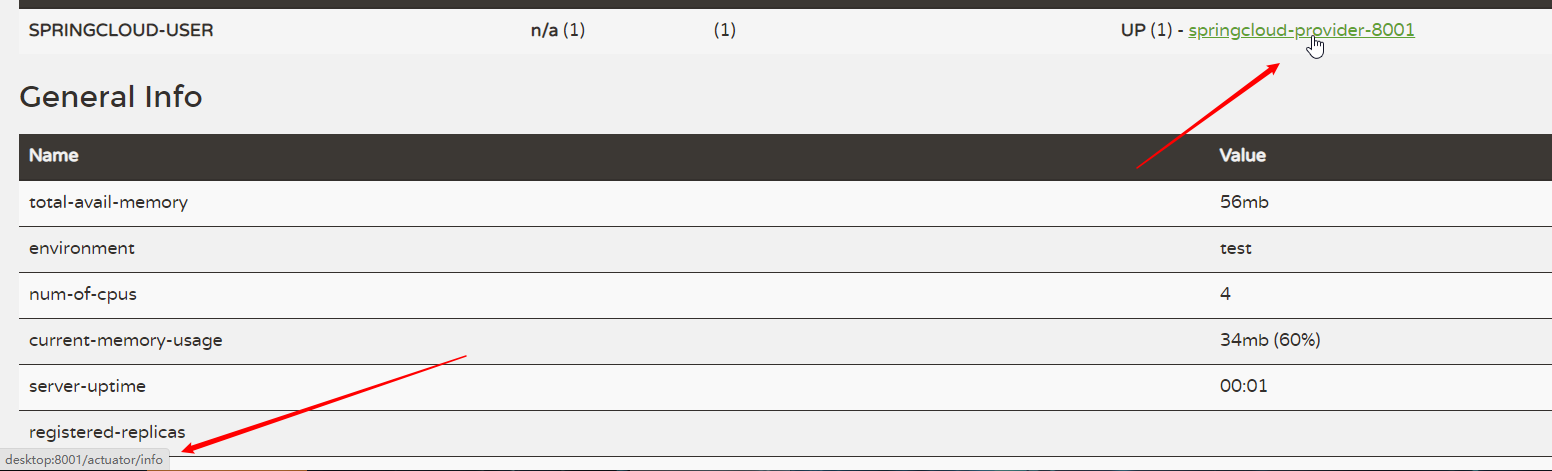 SPRINGCLOUD-USER n/a (1) (1) UP (1) - springcloud-provider-8001
General Info
Name Value
total-avail-memory 56mb
environment test
num-of-cpus 4
current-memory-usage 34mb (60%)
server-uptime 00:01
registered-replicas
desktop:8001/actuator/info